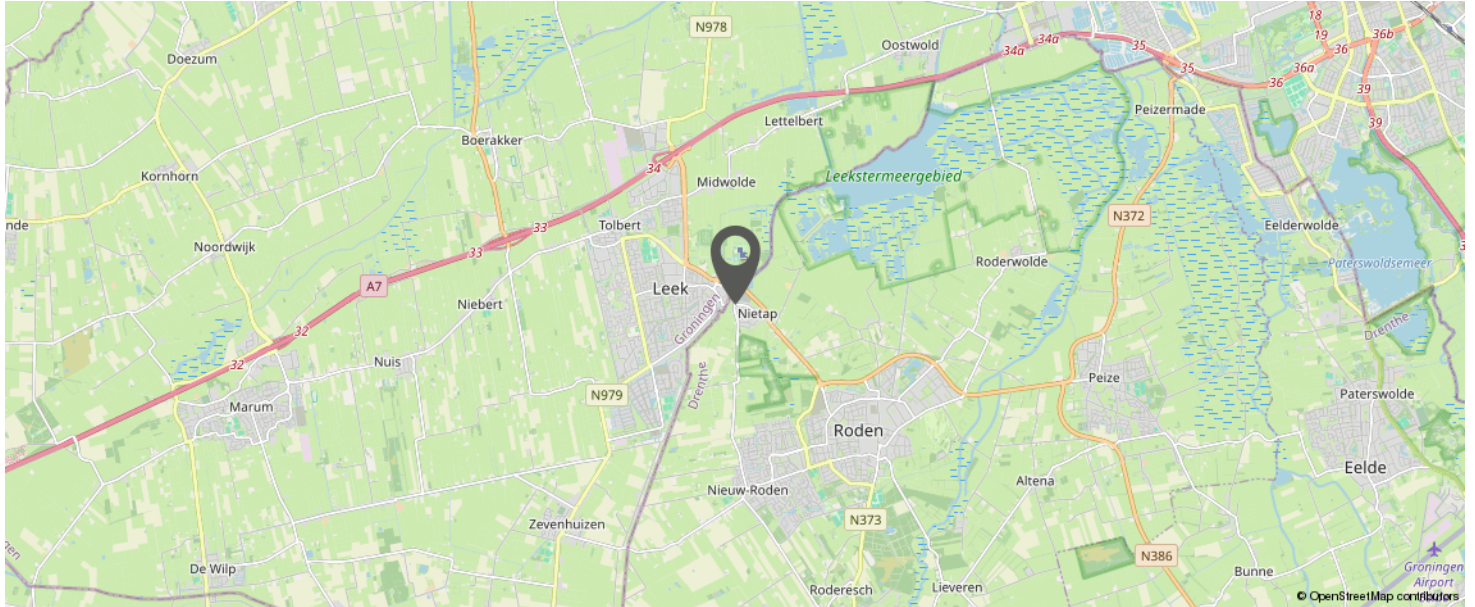 18
N978
19
36b
34a
Oostwold
35
36
Doezum
34a
36a
35
36
39
Peizermade
Lettelbert
39
Boerakker
34
Kornhorn
Midwolde
Leekstermeergebied
N372
nde
Tolbert
33
Eelderwolde
Noordwijk
33
Roderwolde
Paterswoldsemeer
A7
Leek
Niebert
Nietap
Groningen
Drenthe
32
32
Nuis
Drenthe
Peize
N979
Paterswolde
Marum
Roden
Eelde
Altena
Nieuw-Roden
N373
Zevenhuizen
N386
De Wilp
Bunne
Groningen
Airport
Roderesch
Lieveren
© OpenStreetMap contributors